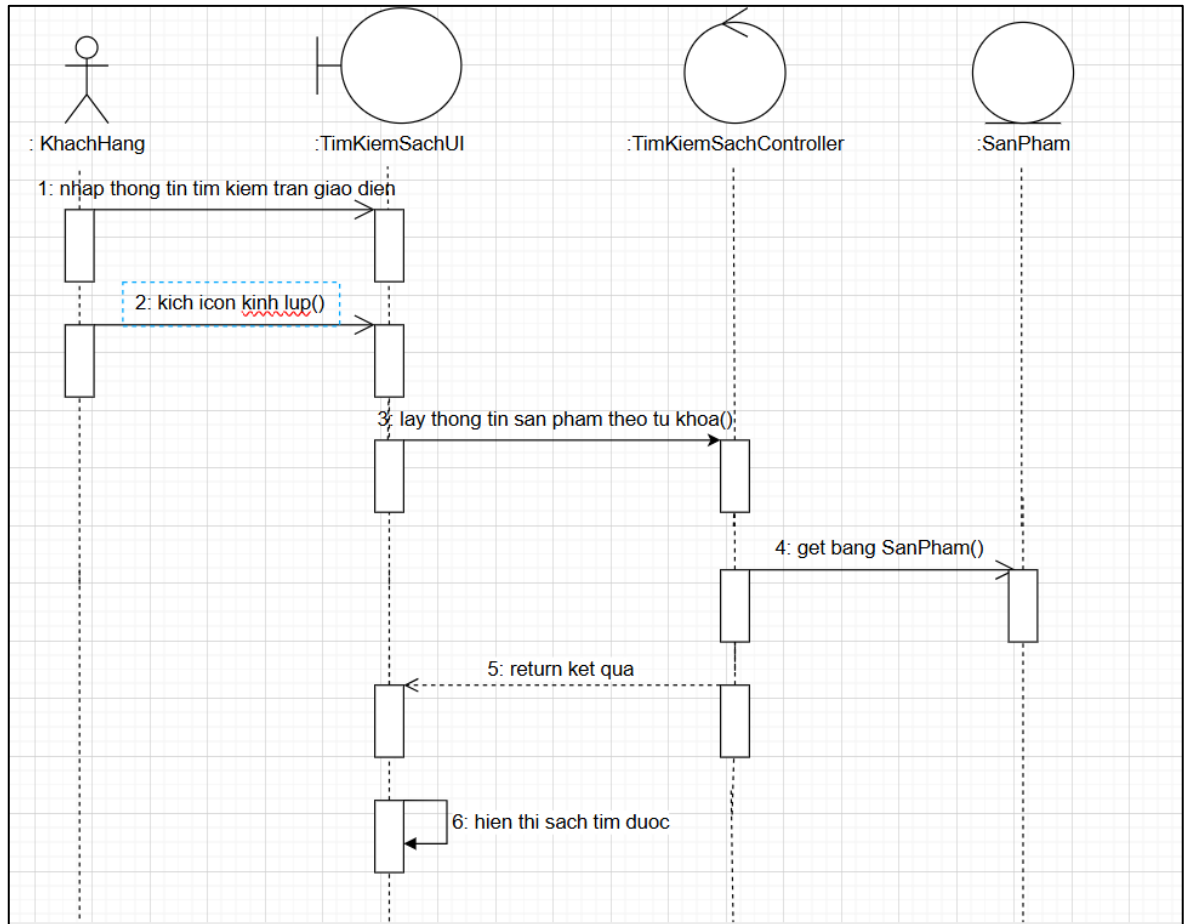 : KhachHang
:TimKiemSachUI
:TimKiemSachController
:SanPham
1: nhap thong tin tim kiem tran giao dien
2: kich icon kinh lup()
3: lay thong tin san pham theo tu khoa()
4: get bang SanPham()
5: return ket qua
6: hien thi sach tim duoc